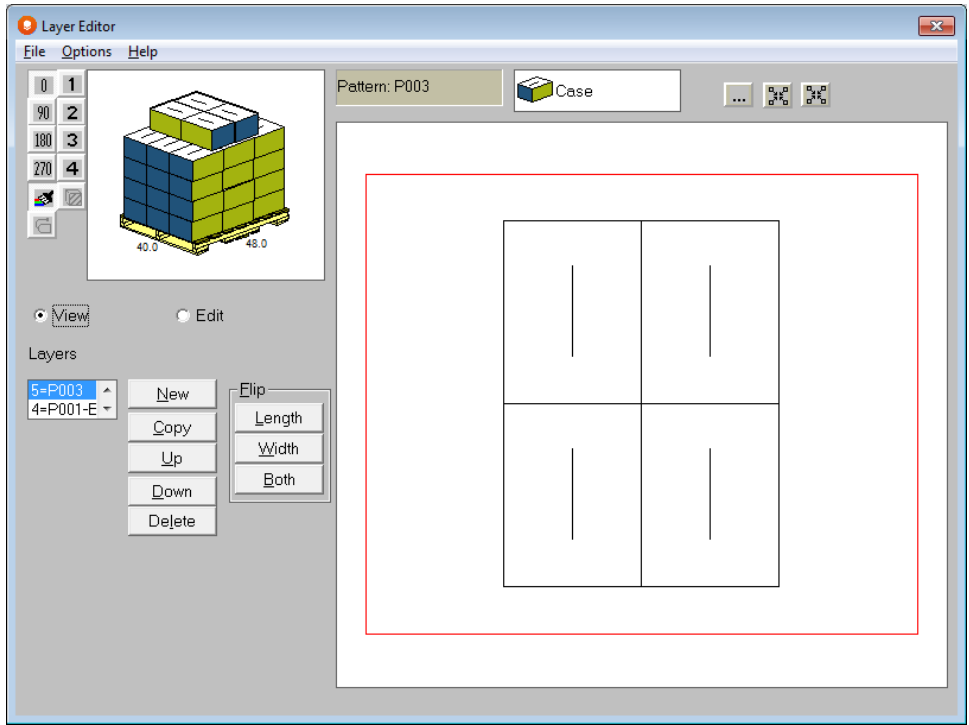 Layer Editor
File Options Help
0 1
90 2
180 3
270 4
40.0 48.0
Pattern: P003
Case
...
View Edit
Layers
5=P003
4=P001-E
New
Copy
Up
Down
Delete
Flip
Length
Width
Both